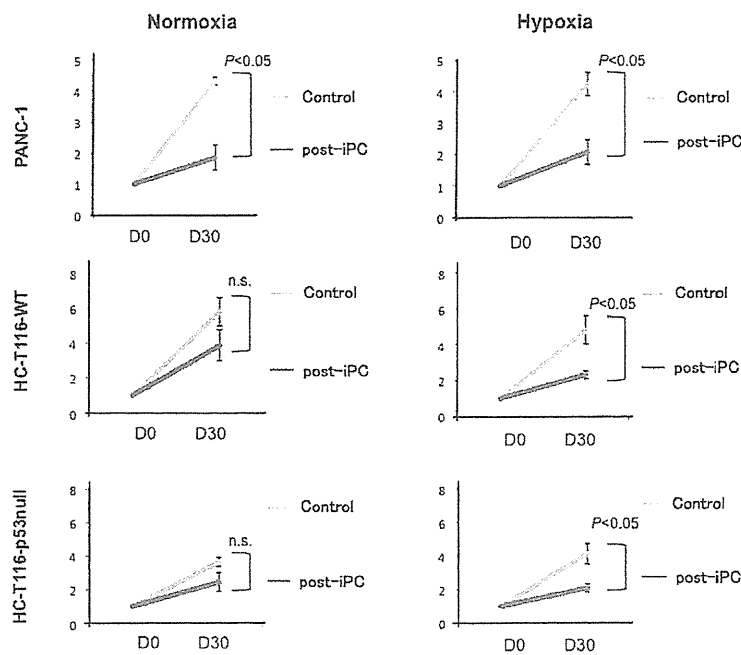 Normoxia
Hypoxia
PANC-1
5
4
3
2
1
0
P<0.05
Control
post-iPC
D0 D30
5
4
3
2
1
0
P<0.05
Control
post-iPC
D0 D30
HC-T116-WT
8
6
4
2
0
n.s.
Control
post-iPC
D0 D30
8
6
4
2
0
P<0.05
Control
post-iPC
D0 D30
HC-T116-p53null
8
6
4
2
0
n.s.
Control
post-iPC
D0 D30
8
6
4
2
0
P<0.05
Control
post-iPC
D0 D30